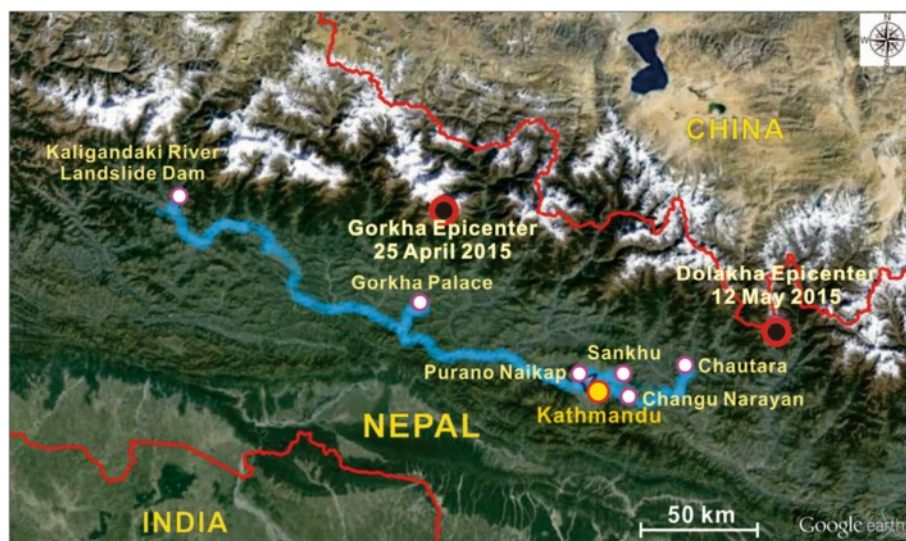 N
W
E
S
CHINA
Kaligandaki River
Landslide Dam
Gorkha Epicenter
25 April 2015
Dolakha Epicenter
12 May 2015
Gorkha Palace
Sankhu
Purano Naikap
Chautara
Changu Narayan
Kathmandu
NEPAL
INDIA
50 km
Google earth